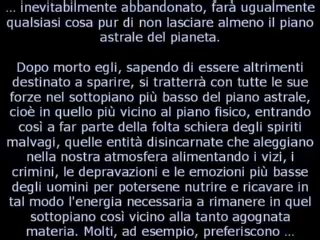 … inevitabilmente abbandonato, farà ugualmente
qualsiasi cosa pur di non lasciare almeno il piano
astrale del pianeta.
Dopo morto egli, sapendo di essere altrimenti
destinato a sparire, si tratterrà con tutte le sue
forze nel sottopiano più basso del piano astrale,
cioè in quello più vicino al piano fisico, entrando
così a far parte della folta schiera degli spiriti
malvagi, quelle entità disincarnate che aleggiano
nella nostra atmosfera alimentando i vizi, i
crimini, le depravazioni e le emozioni più basse
degli uomini per potersene nutrire e ricavare in
tal modo l'energia necessaria a rimanere in quel
sottopiano così vicino alla tanto agognata
materia. Molti, ad esempio, preferiscono …